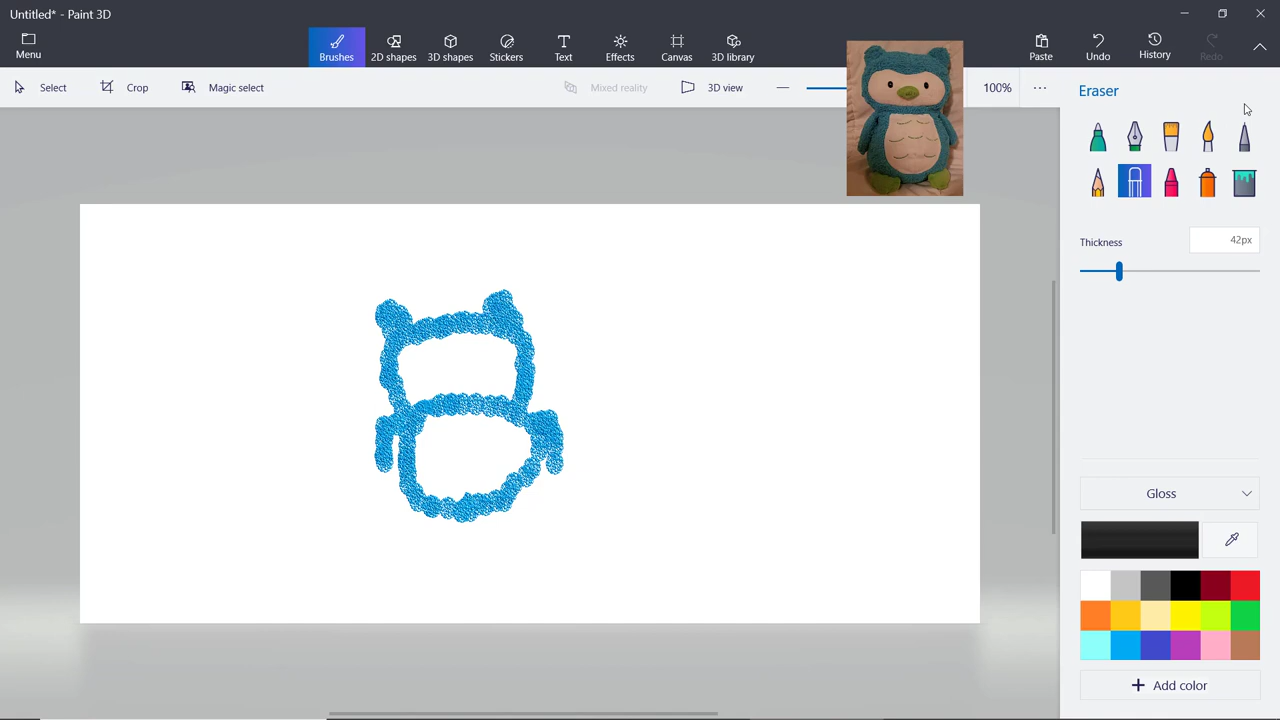 Untitled* - Paint 3D
Menu
Brushes
2D shapes
3D shapes
Stickers
Text
Effects
Canvas
3D library
Paste
Undo
History
Redo
Select
Crop
Magic select
Mixed reality
3D view
100%
Eraser
Thickness
42px
Gloss
Add color